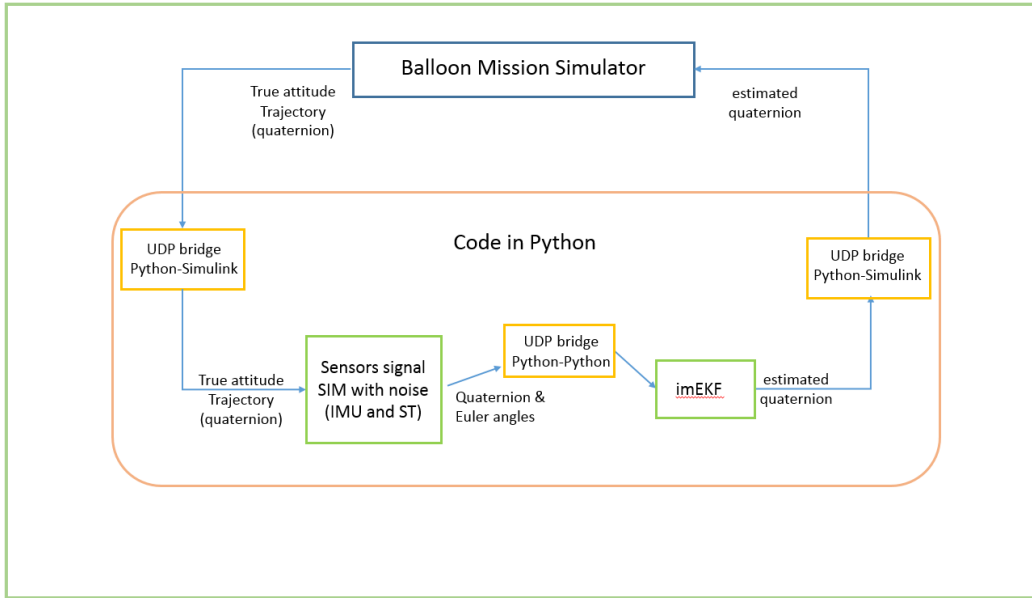 Balloon Mission Simulator
True attitude
Trajectory
(quaternion)
estimated
quaternion
UDP bridge
Python-Simulink
Code in Python
UDP bridge
Python-Simulink
True attitude
Trajectory
(quaternion)
Sensors signal
SIM with noise
(IMU and ST)
Quaternion &
Euler angles
UDP bridge
Python-Python
imEKF
estimated
quaternion